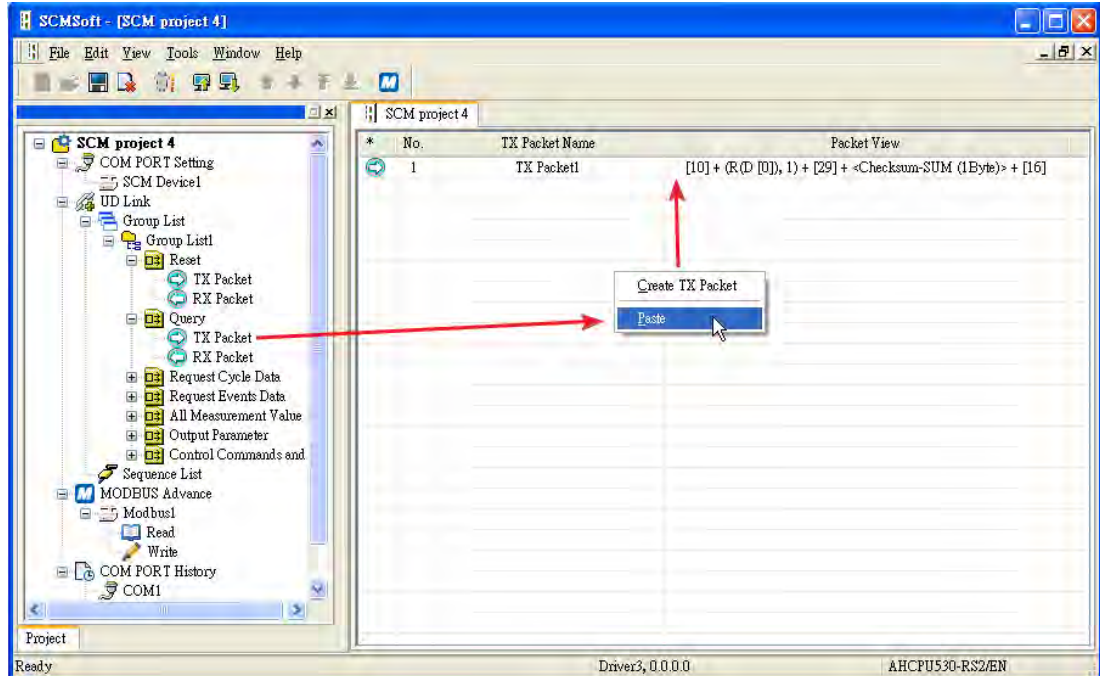 SCMSoft - [SCM project 4]
File Edit View Tools Window Help
SCM project 4
COM PORT Setting
SCM Device1
UD Link
Group List
Group List1
Reset
TX Packet
RX Packet
Query
TX Packet
RX Packet
Request Cycle Data
Request Events Data
All Measurement Value
Output Parameter
Control Commands and
Sequence List
MODBUS Advance
Modbus1
Read
Write
COM PORT History
COM1
Project
SCM project 4
* No. TX Packet Name Packet View
1 TX Packet1 [10] + (R(D [0]), 1) + [29] + <Checksum-SUM (1Byte)> + [16]
Create TX Packet
Paste
Ready Driver3, 0.0.0.0 AHCPU530-RS2/EN